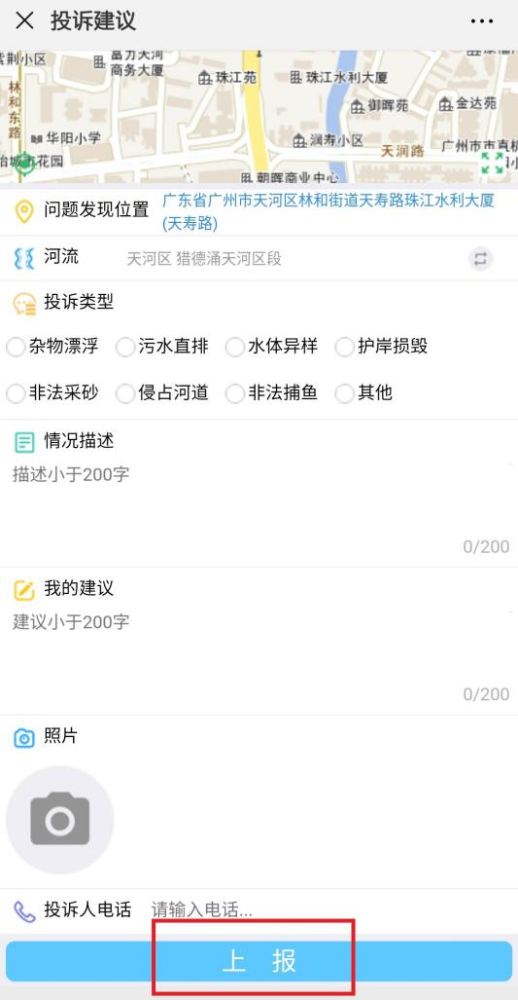 投诉建议
紫荆小区
富力天河
商务大厦
珠江苑
珠江水利大厦
林和东路
御晖苑
金达苑
华阳小学
润寿小区
天润路
广州市市直机
花园
朝晖商业中心
问题发现位置
广东省广州市天河区林和街道天寿路珠江水利大厦
(天寿路)
河流
天河区 猎德涌天河区段
投诉类型
杂物漂浮 污水直排 水体异样 护岸损毁
非法采砂 侵占河道 非法捕鱼 其他
情况描述
描述小于200字
0/200
我的建议
建议小于200字
0/200
照片
投诉人电话 请输入电话...
上 报